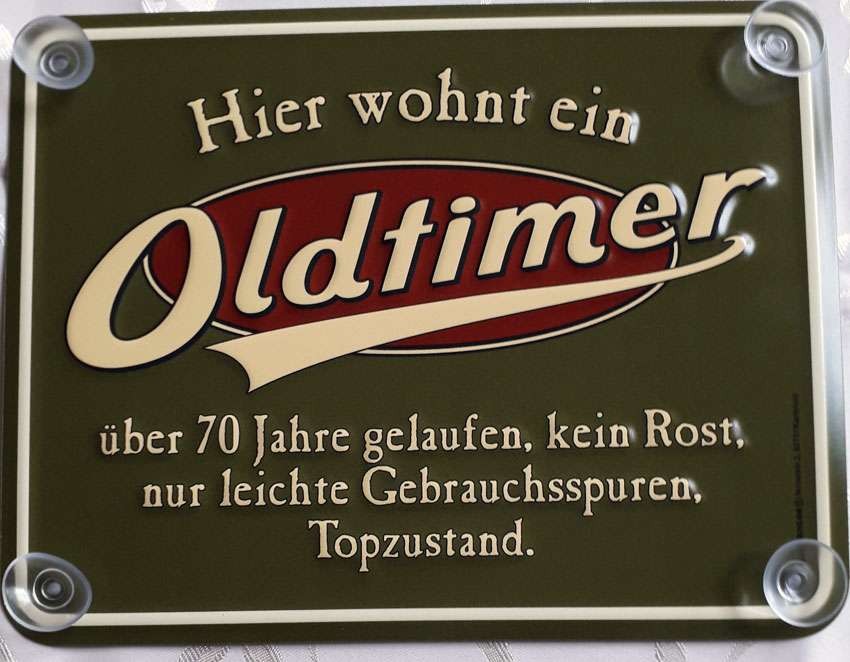 Hier wohnt ein
Oldtimer
über 70 Jahre gelaufen, kein Rost,
nur leichte Gebrauchsspuren,
Topzustand.